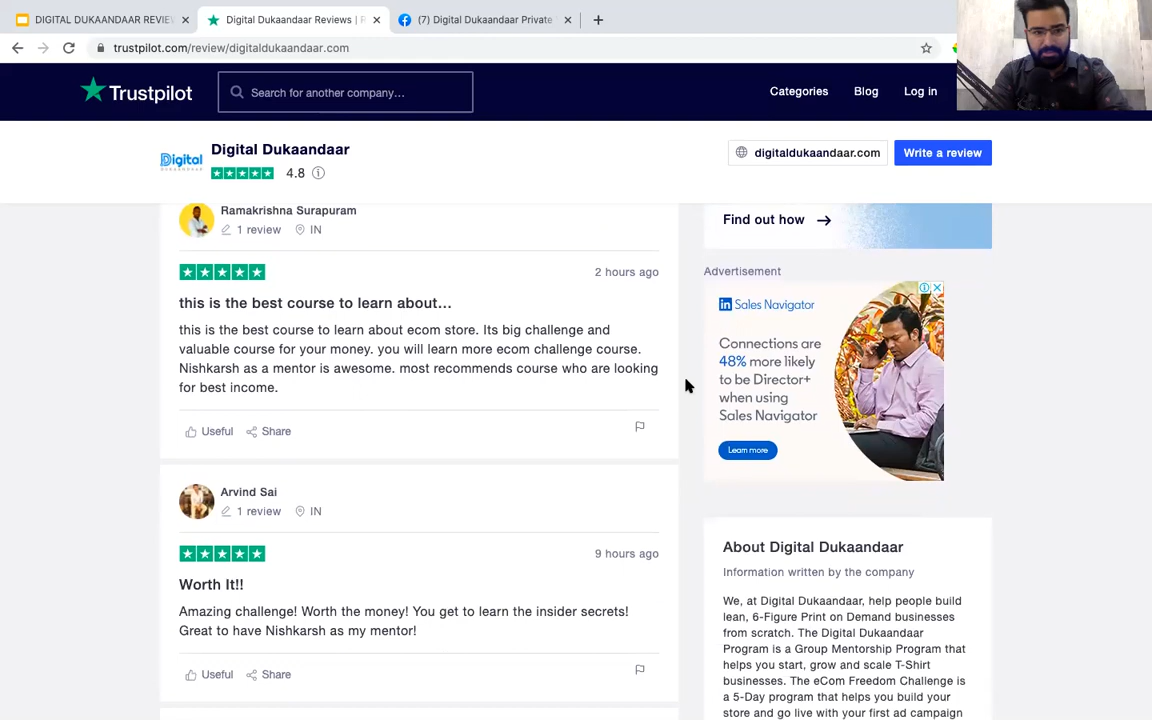 DIGITAL DUKAANDAAR REVIEW
Digital Dukaandaar Reviews | R
(7) Digital Dukaandaar Private
trustpilot.com/review/digitaldukaandaar.com
Trustpilot
Search for another company...
Categories
Blog
Log in
Digital
Digital Dukaandaar
4.8
digitaldukaandaar.com
Write a review
Ramakrishna Surapuram
1 review
IN
2 hours ago
this is the best course to learn about...
this is the best course to learn about ecom store. Its big challenge and
valuable course for your money. you will learn more ecom challenge course.
Nishkarsh as a mentor is awesome. most recommends course who are looking
for best income.
Useful
Share
Arvind Sai
1 review
IN
9 hours ago
Worth It!!
Amazing challenge! Worth the money! You get to learn the insider secrets!
Great to have Nishkarsh as my mentor!
Useful
Share
Find out how
Advertisement
in Sales Navigator
Connections are
48% more likely
to be Director+
when using
Sales Navigator
Learn more
About Digital Dukaandaar
Information written by the company
We, at Digital Dukaandaar, help people build
lean, 6-Figure Print on Demand businesses
from scratch. The Digital Dukaandaar
Program is a Group Mentorship Program that
helps you start, grow and scale T-Shirt
businesses. The eCom Freedom Challenge is
a 5-Day program that helps you build your
store and go live with your first ad campaign